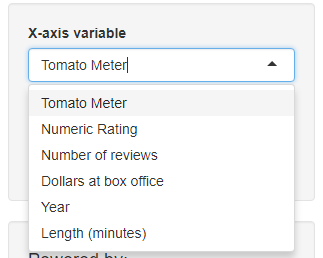 X-axis variable
Tomato Meter
Tomato Meter
Numeric Rating
Number of reviews
Dollars at box office
Year
Length (minutes)
Powered by: